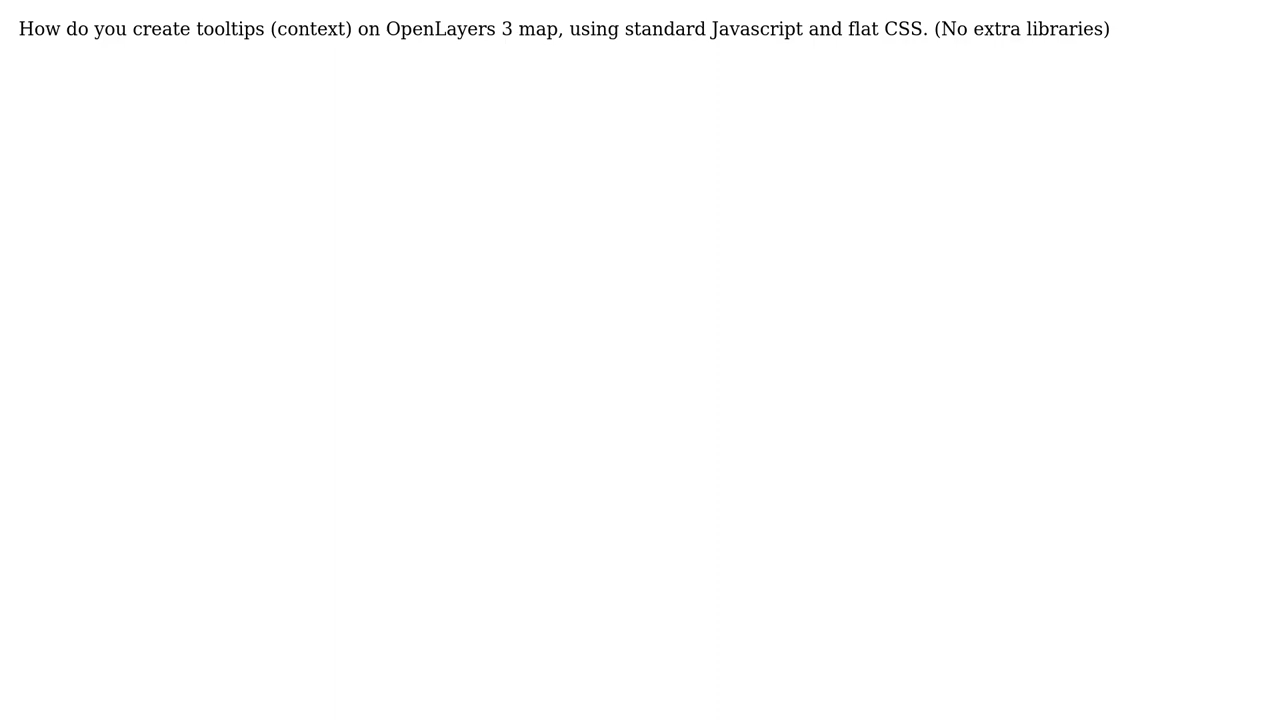 How do you create tooltips (context) on OpenLayers 3 map, using standard Javascript and flat CSS. (No extra libraries)